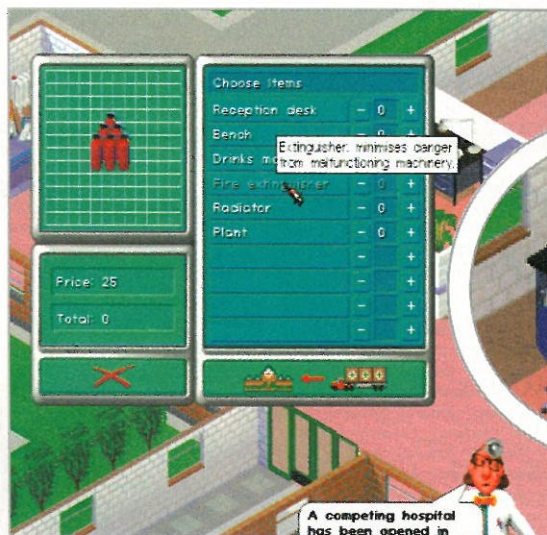 Choose Items
Reception desk - 0 +
Bench - 0 +
Extinguisher: minimises danger
from malfunctioning machinery.
Drinks
Fire extinguisher - 0 +
Radiator - 0 +
Plant - 0 +
- +
- +
- +
- +
Price: 25
Total: 0
A competing hospital
has been opened in